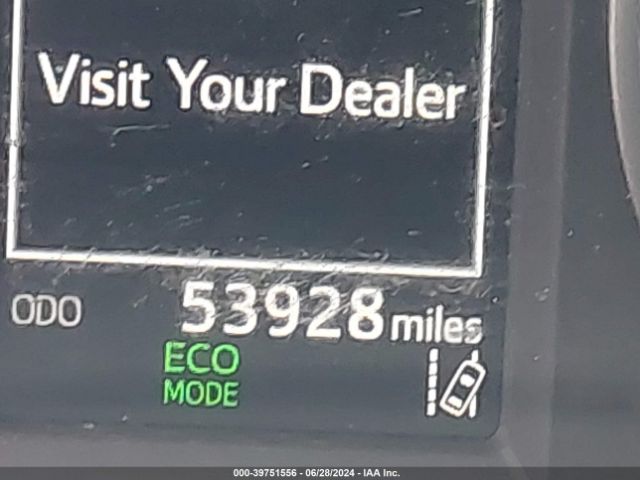 Visit Your Dealer
ODO 53928 miles
ECO
MODE
000-39751556 - 06/28/2024 - IAA Inc.